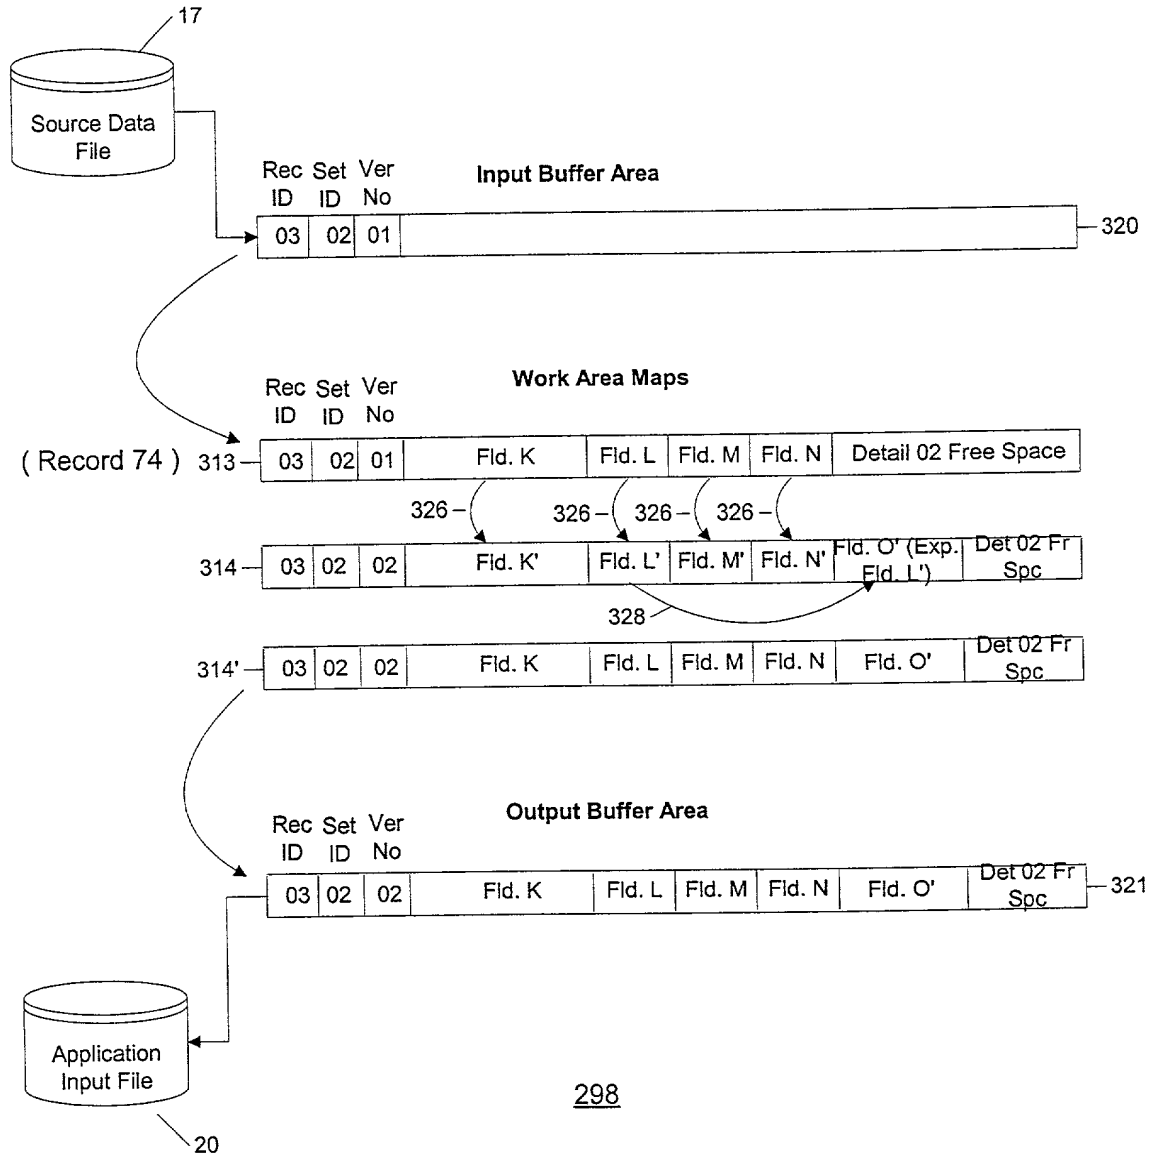 17
Source Data
File
Rec Set Ver
ID ID No
Input Buffer Area
03 02 01
320
Work Area Maps
Rec Set Ver
ID ID No
( Record 74 ) 313 03 02 01 Fld. K Fld. L Fld. M Fld. N Detail 02 Free Space
326 326 326 326
314 03 02 02 Fld. K' Fld. L' Fld. M' Fld. N' Fld. O' (Exp. Det 02 Fr
Fld. L') Spc
328
314' 03 02 02 Fld. K Fld. L Fld. M Fld. N Fld. O' Det 02 Fr
Spc
Output Buffer Area
Rec Set Ver
ID ID No
03 02 02 Fld. K Fld. L Fld. M Fld. N Fld. O' Det 02 Fr
Spc
321
Application
Input File
298
20